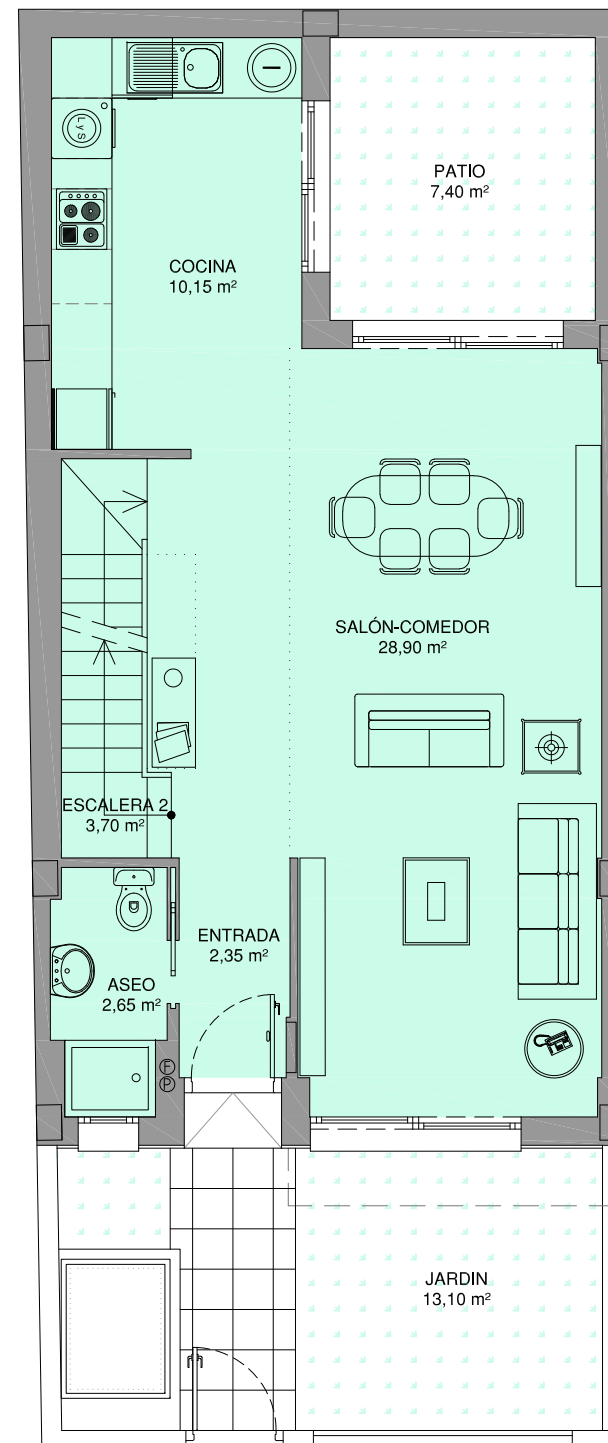 L y S
PATIO
7,40 m²
COCINA
10,15 m²
SALÓN-COMEDOR
28,90 m²
ESCALERA 2
3,70 m²
ENTRADA
2,35 m²
ASEO
2,65 m²
F
P
JARDIN
13,10 m²